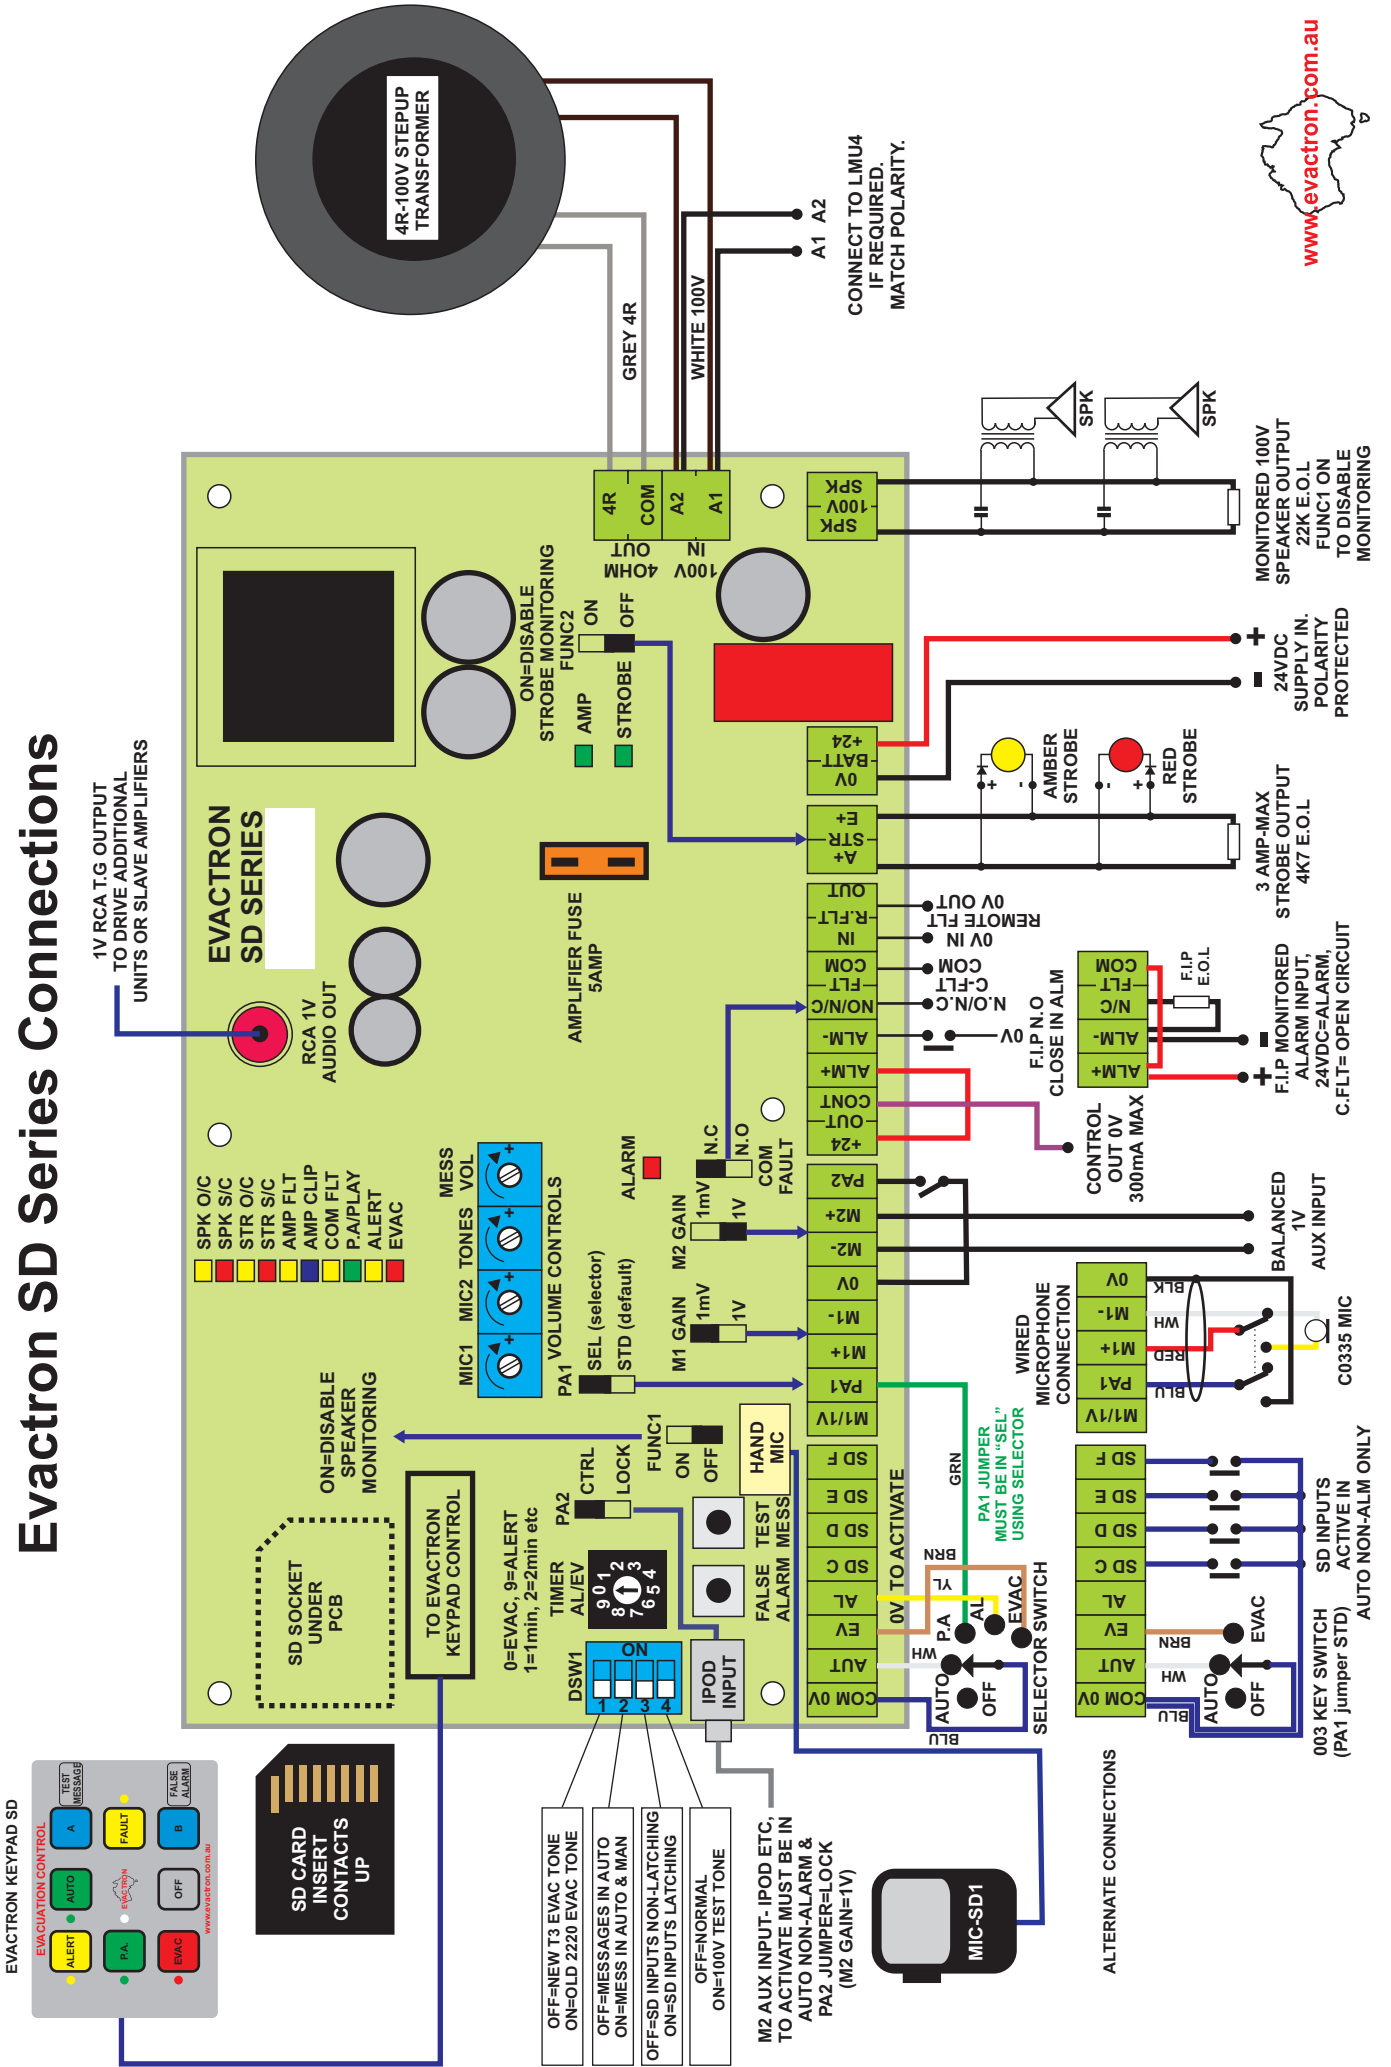 Evactron SD Series Connections
EVACTRON KEYPAD SD
EVACUATION CONTROL
ALERT
AUTO
A
TEST
MESSAGE
P.A.
EVACTRON
FAULT
EVAC
OFF
B
FALSE
ALARM
www.evactron.com.au
SD CARD
INSERT
CONTACTS
UP
OFF=NEW T3 EVAC TONE
ON=OLD 2220 EVAC TONE
OFF=MESSAGES IN AUTO
ON=MESS IN AUTO & MAN
OFF=SD INPUTS NON-LATCHING
ON=SD INPUTS LATCHING
OFF=NORMAL
ON=100V TEST TONE
M2 AUX INPUT- IPOD ETC,
TO ACTIVATE MUST BE IN
AUTO NON-ALARM &
PA2 JUMPER=LOCK
(M2 GAIN=1V)
MIC-SD1
1V RCA T.G OUTPUT
TO DRIVE ADDITIONAL
UNITS OR SLAVE AMPLIFIERS
SPK O/C
SPK S/C
STR O/C
STR S/C
AMP FLT
AMP CLIP
COM FLT
P.A/PLAY
ALERT
EVAC
RCA 1V
AUDIO OUT
EVACTRON
SD SERIES
SD SOCKET
UNDER
PCB
ON=DISABLE
SPEAKER
MONITORING
TO EVACTRON
KEYPAD CONTROL
0=EVAC, 9=ALERT
1=1min, 2=2min etc
TIMER
AL/EV
0
1
2
3
4
5
6
7
8
9
DSW1
ON
1
2
3
4
PA2
CTRL
LOCK
FUNC1
ON
OFF
MIC1
MIC2
TONES
MESS
VOL
+
+
+
+
VOLUME CONTROLS
PA1
SEL (selector)
STD (default)
M1 GAIN
1mV
1V
M2 GAIN
1mV
1V
ALARM
N.C
N.O
COM
FAULT
AMPLIFIER FUSE
5AMP
AMP
STROBE
ON=DISABLE
STROBE MONITORING
FUNC2
ON
OFF
IPOD
INPUT
FALSE
ALARM
TEST
MESS
HAND
MIC
4OHM
OUT
100V
IN
4R
COM
A2
A1
4R-100V STEPUP
TRANSFORMER
GREY 4R
WHITE 100V
A1
A2
CONNECT TO LMU4
IF REQUIRED.
MATCH POLARITY.
COM 0V
AUT
EV
AL
SD C
SD D
SD E
SD F
M1/1V
PA1
M1+
M1-
0V
M2-
M2+
PA2
+24
OUT
CONT
ALM+
ALM-
NO/N/C
FLT
COM
IN
R.FLT
OUT
A+
STR
E+
0V
BATT
+24
SPK
100V
SPK
0V TO ACTIVATE
BLU
WH
BRN
YL
GRN
AUTO
OFF
P.A
AL
EVAC
SELECTOR SWITCH
PA1 JUMPER
MUST BE IN “SEL”
USING SELECTOR
0V
F.I.P N.O
CLOSE IN ALM
N.O/N.C
C-FLT
COM
0V IN
REMOTE FLT
0V OUT
CONTROL
OUT 0V
300mA MAX
BALANCED
1V
AUX INPUT
AMBER
STROBE
RED
STROBE
+
-
-
+
3 AMP-MAX
STROBE OUTPUT
4K7 E.O.L
-
+
24VDC
SUPPLY IN.
POLARITY
PROTECTED
SPK
SPK
MONITORED 100V
SPEAKER OUTPUT
22K E.O.L
FUNC1 ON
TO DISABLE
MONITORING
ALTERNATE CONNECTIONS
COM 0V
AUT
EV
AL
SD C
SD D
SD E
SD F
BLU
WH
BRN
AUTO
OFF
EVAC
003 KEY SWITCH
(PA1 jumper STD)
SD INPUTS
ACTIVE IN
AUTO NON-ALM ONLY
WIRED
MICROPHONE
CONNECTION
M1/1V
PA1
M1+
M1-
0V
BLU
RED
WH
BLK
C0335 MIC
ALM+
ALM-
N/C
FLT
COM
F.I.P
E.O.L
+
-
F.I.P MONITORED
ALARM INPUT,
24VDC=ALARM,
C.FLT= OPEN CIRCUIT
www.evactron.com.au